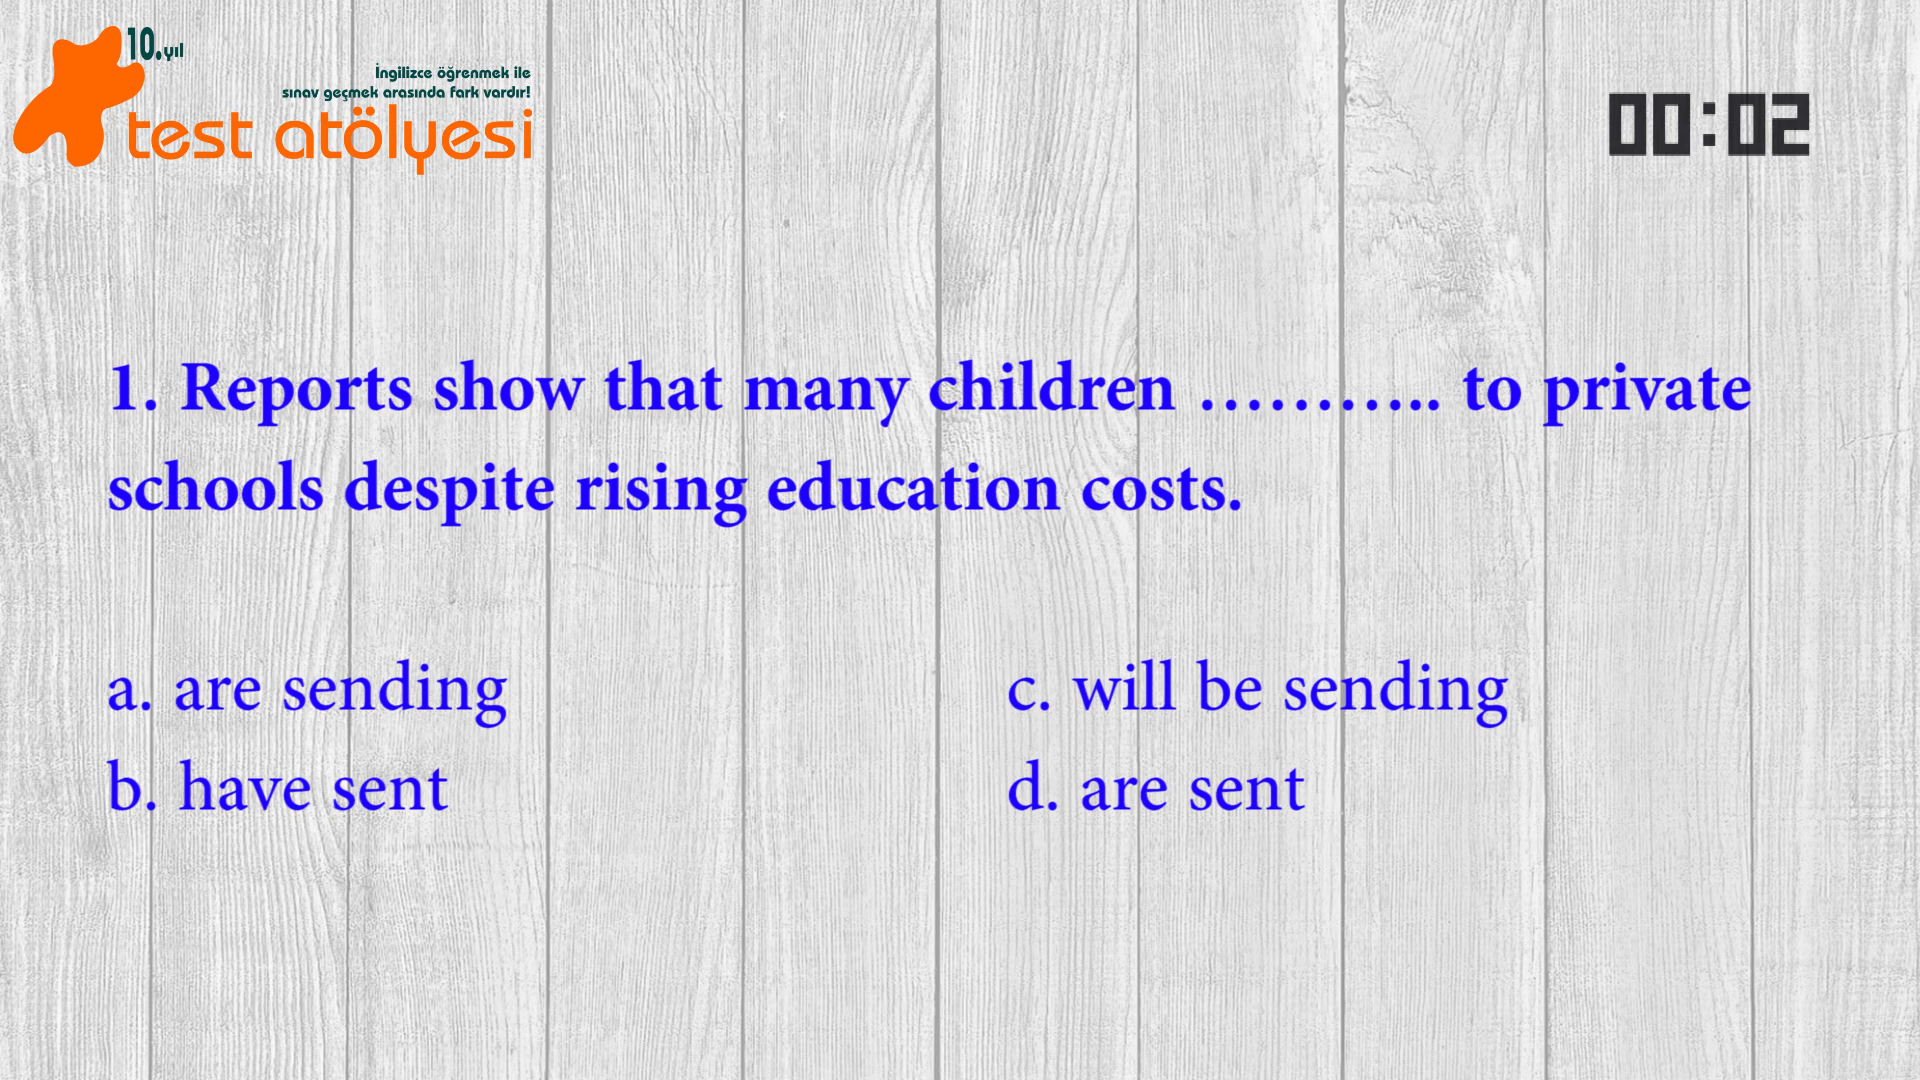 10.yıl
İngilizce öğrenmek ile
sınav geçmek arasında fark vardır!
test atölyesi
00:02
1. Reports show that many children ……….. to private
schools despite rising education costs.
a. are sending
b. have sent
c. will be sending
d. are sent